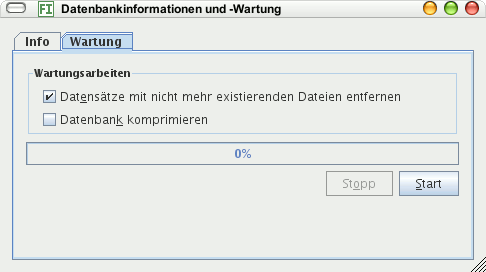 FI Datenbankinformationen und -Wartung
Info Wartung
Wartungsarbeiten
Datensätze mit nicht mehr existierenden Dateien entfernen
Datenbank komprimieren
0%
Stopp Start